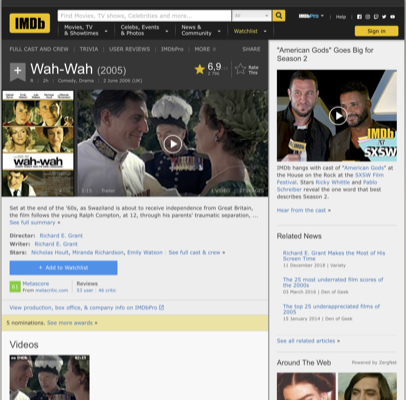 IMDb
Find Movies, TV shows, Celebrities and more...
All
IMDbPro
Help
Movies, TV
& Showtimes
Celebs, Events
& Photos
News &
Community
Watchlist
Sign in
FULL CAST AND CREW | TRIVIA | USER REVIEWS | IMDbPro | MORE
SHARE
Wah-Wah (2005)
6,9
Rate
This
Comedy, Drama
(UK)
wah-wah
Trailer
Set at the end of the '60s, as Swaziland is about to receive independence from Great Britain,
the film follows the young Ralph Compton, at 12, through his parents' traumatic separation, ...
See full summary »
Director: Richard E. Grant
Writer: Richard E. Grant
Stars: Nicholas Hoult, Miranda Richardson, Emily Watson | See full cast & crew »
+ Add to Watchlist
Metascore
From metacritic.com
Reviews
View production, box office, & company info on IMDbPro
5 nominations. See more awards »
Videos
"American Gods" Goes Big for
Season 2
IMDb
at
SXSW
IMDb hangs with cast of "American Gods" at
the House on the Rock at the SXSW Film
Festival. Stars Ricky Whittle and Pablo
Schreiber reveal the one word that best
describes Season 2.
Hear from the cast »
Related News
Richard E. Grant Makes the Most of His
Screen Time
11 December 2018 | Variety
The 25 most underrated film scores of the
2000s
03 March 2016 | Den of Geek
The top 25 underappreciated films of
2005
15 January 2014 | Den of Geek
See all related articles »
Around The Web
Powered by ZergNet